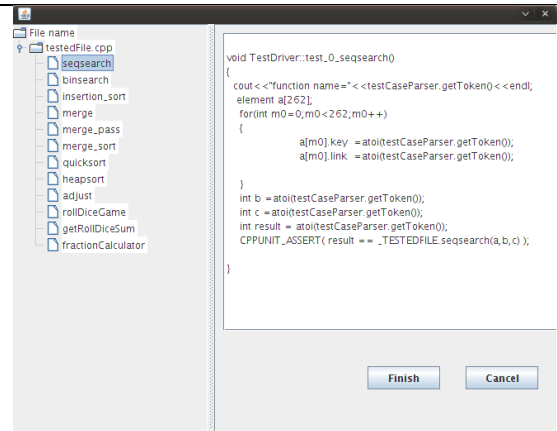 File name
testedFile.cpp
seqsearch
binsearch
insertion_sort
merge
merge_pass
merge_sort
quicksort
heapsort
adjust
rollDiceGame
getRollDiceSum
fractionCalculator
void TestDriver::test_0_seqsearch()
{
cout<<"function name="<<testCaseParser.getToken()<<endl;
element a[262];
for(int m0=0;m0<262;m0++)
{
a[m0].key =atoi(testCaseParser.getToken());
a[m0].link =atoi(testCaseParser.getToken());
}
int b =atoi(testCaseParser.getToken());
int c =atoi(testCaseParser.getToken());
int result = atoi(testCaseParser.getToken());
CPPUNIT_ASSERT( result == _TESTEDFILE.seqsearch(a,b,c) );
}
Finish
Cancel